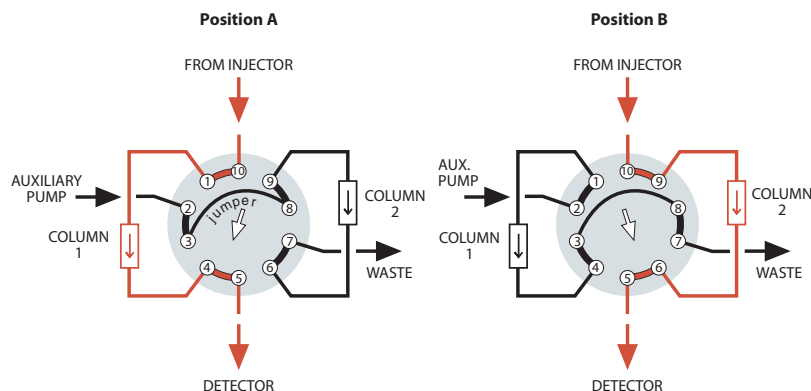 Position A
FROM INJECTOR
AUXILIARY
PUMP
COLUMN
1
COLUMN
2
WASTE
DETECTOR
jumper
1
10
9
2
8
3
7
4
5
6
Position B
FROM INJECTOR
AUX.
PUMP
COLUMN
1
COLUMN
2
WASTE
DETECTOR
1
10
9
2
8
3
7
4
5
6